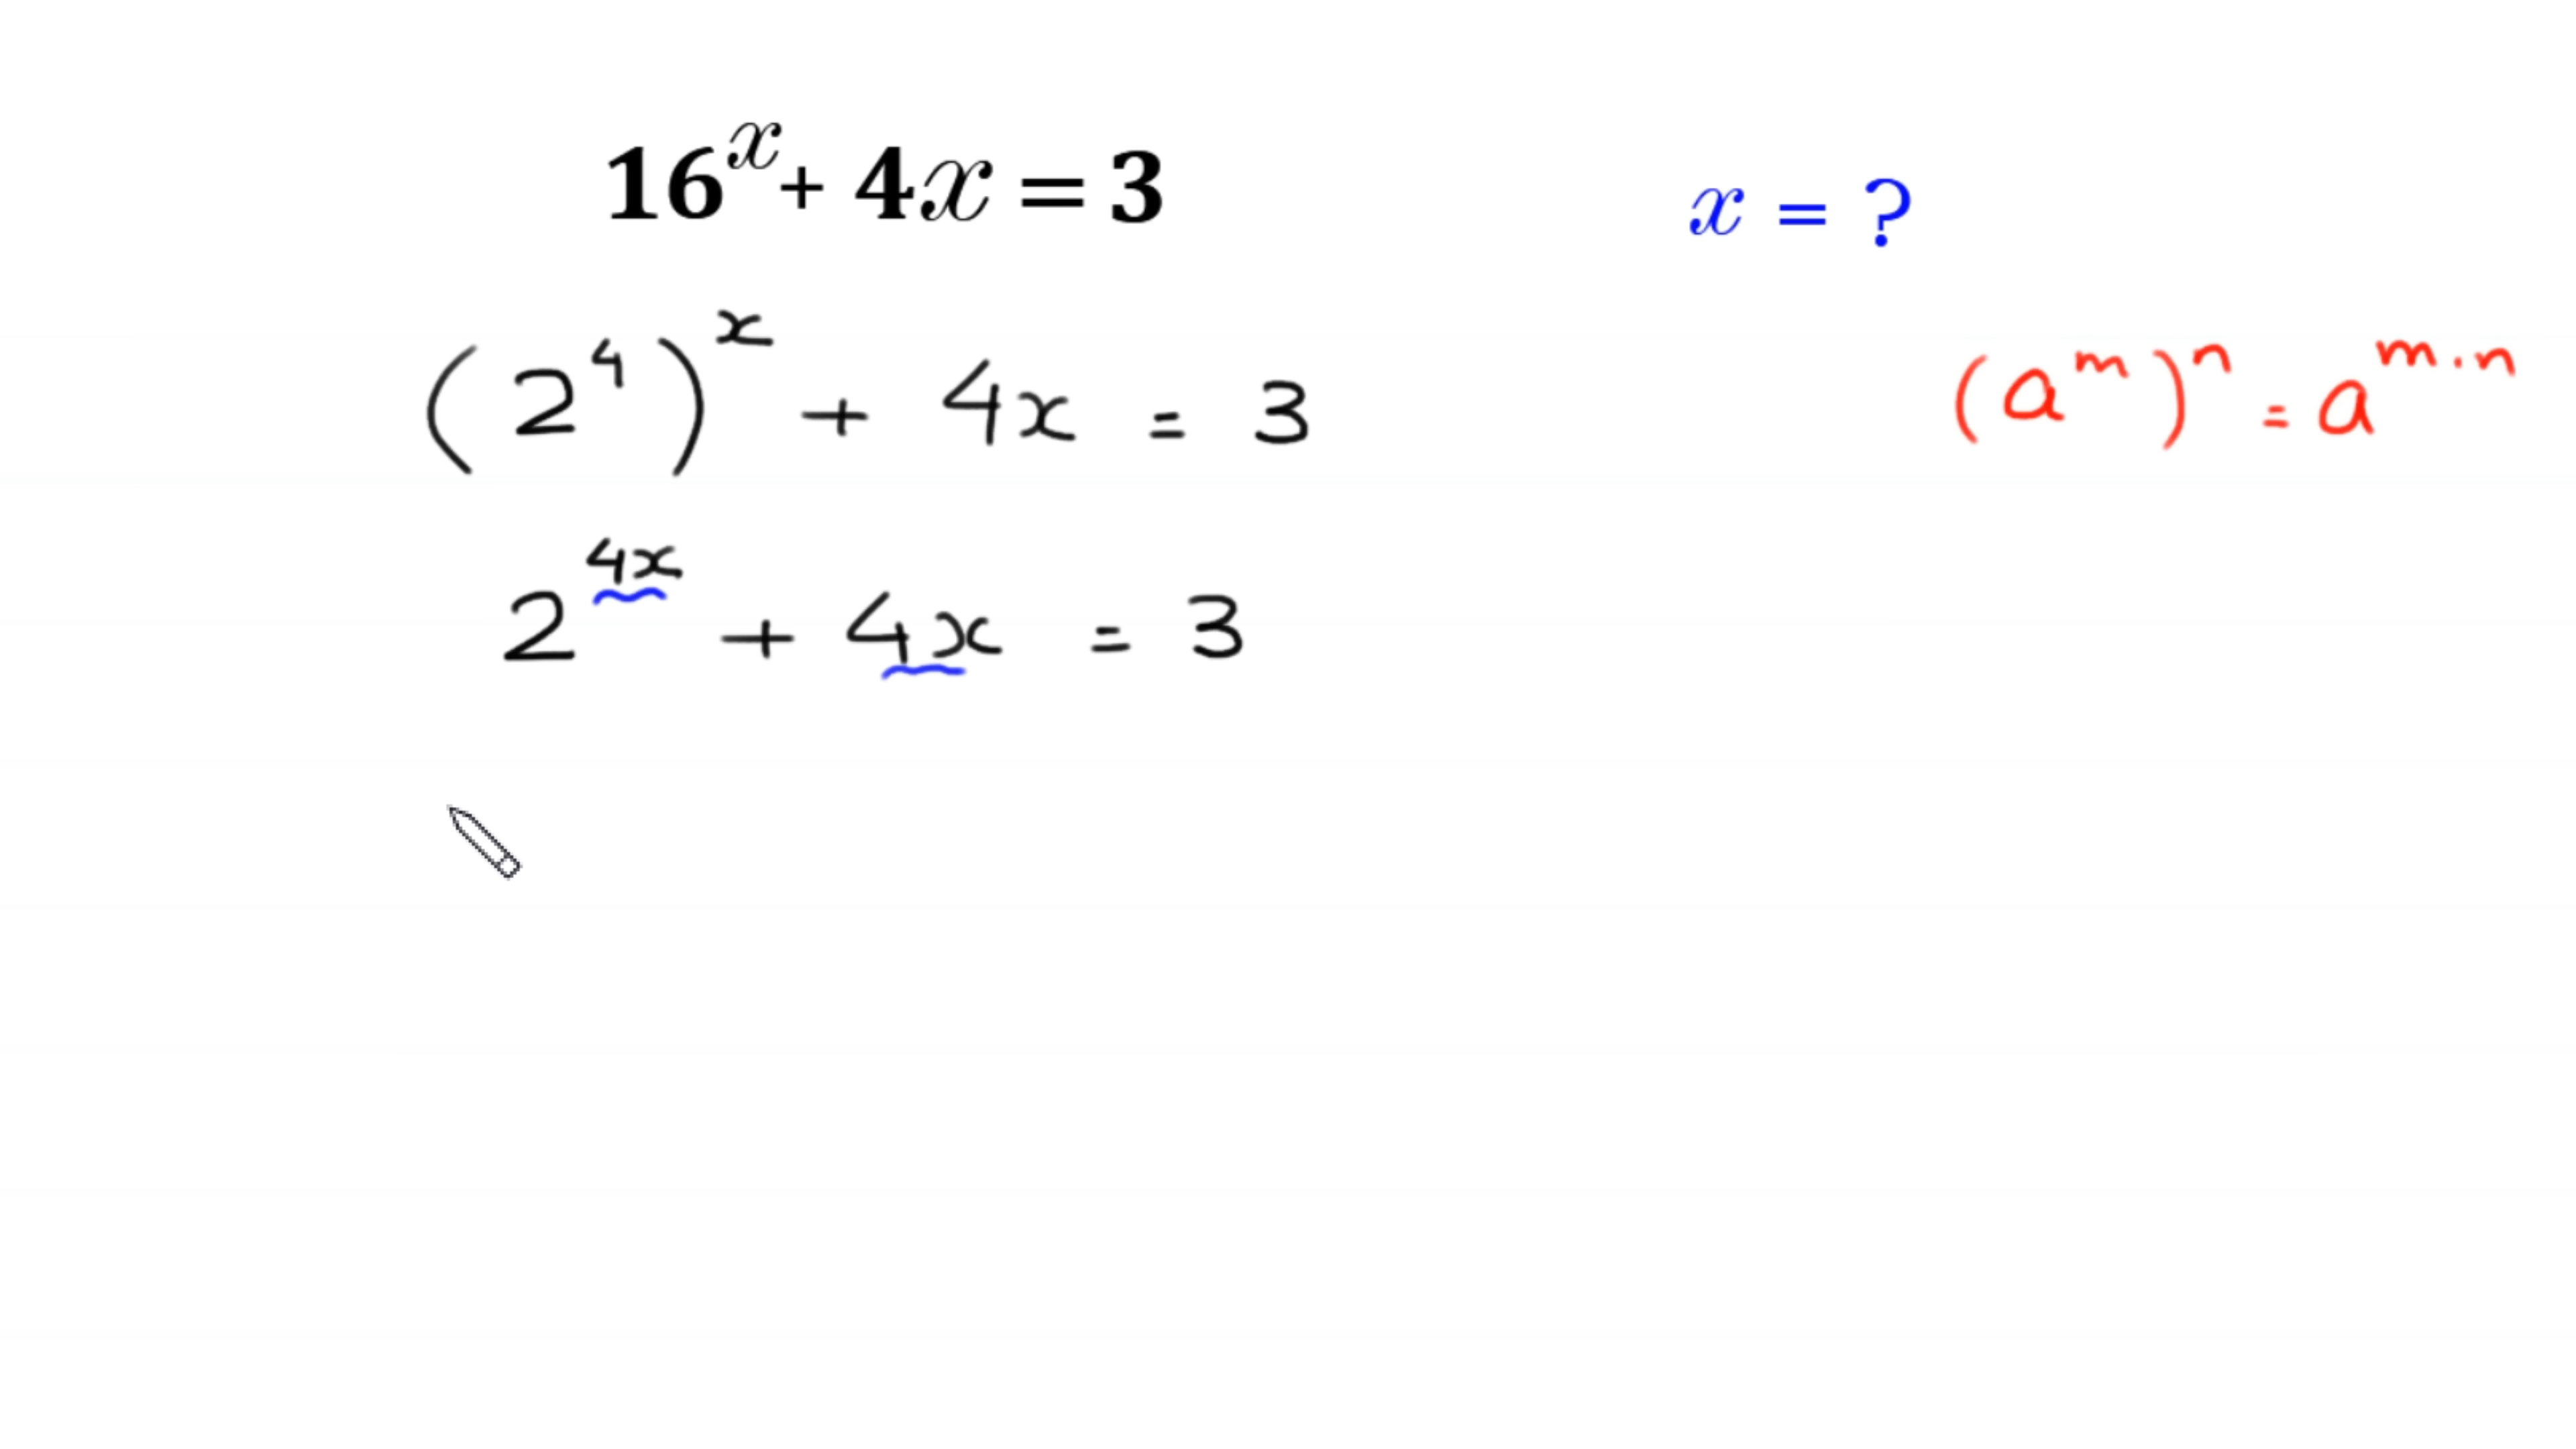 16^x + 4x = 3
x = ?
(2^4)^x + 4x = 3
(a^m)^n = a^{m·n}
2^{4x} + 4x = 3